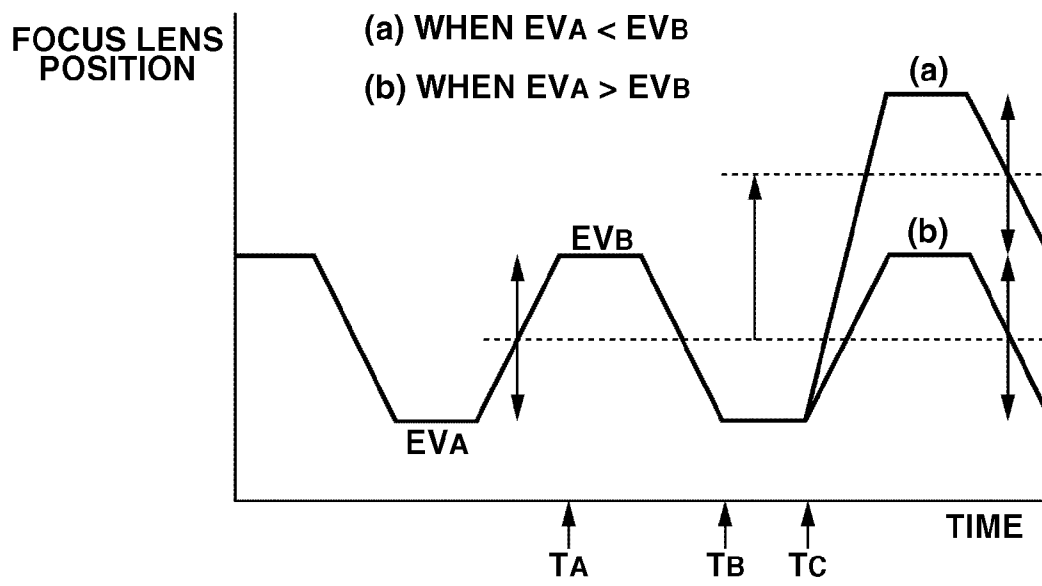 FOCUS LENS
POSITION
(a) WHEN EVA < EVB
(b) WHEN EVA > EVB
(a)
(b)
EVB
EVA
TIME
TA
TB
TC